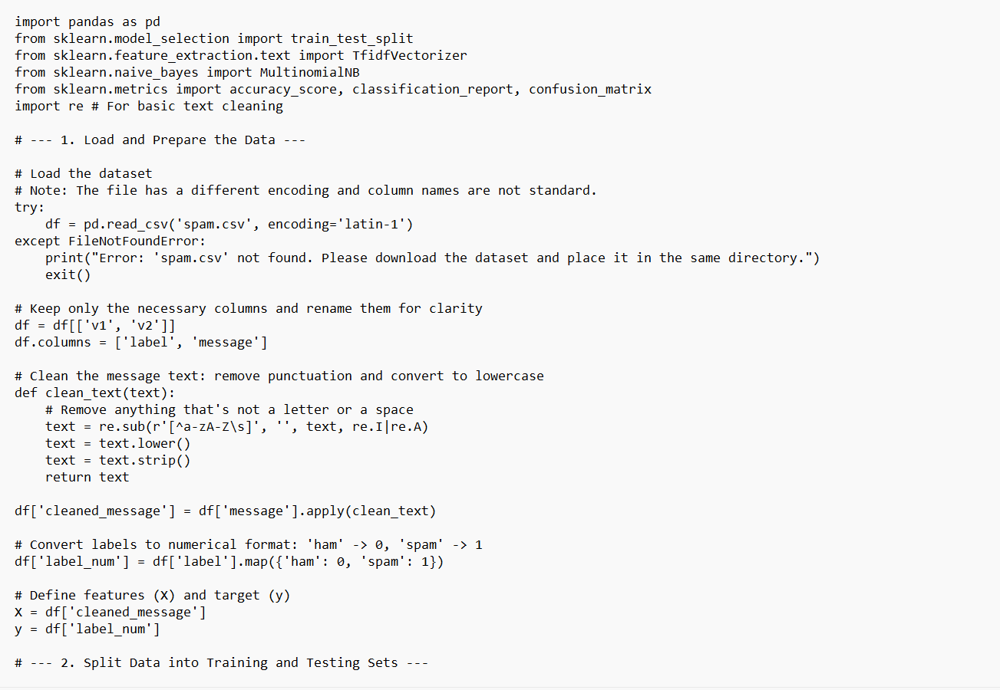 import pandas as pd
from sklearn.model_selection import train_test_split
from sklearn.feature_extraction.text import TfidfVectorizer
from sklearn.naive_bayes import MultinomialNB
from sklearn.metrics import accuracy_score, classification_report, confusion_matrix
import re # For basic text cleaning

# --- 1. Load and Prepare the Data ---

# Load the dataset
# Note: The file has a different encoding and column names are not standard.
try:
    df = pd.read_csv('spam.csv', encoding='latin-1')
except FileNotFoundError:
    print("Error: 'spam.csv' not found. Please download the dataset and place it in the same directory.")
    exit()

# Keep only the necessary columns and rename them for clarity
df = df[['v1', 'v2']]
df.columns = ['label', 'message']

# Clean the message text: remove punctuation and convert to lowercase
def clean_text(text):
    # Remove anything that's not a letter or a space
    text = re.sub(r'[^a-zA-Z\s]', '', text, re.I|re.A)
    text = text.lower()
    text = text.strip()
    return text

df['cleaned_message'] = df['message'].apply(clean_text)

# Convert labels to numerical format: 'ham' -> 0, 'spam' -> 1
df['label_num'] = df['label'].map({'ham': 0, 'spam': 1})

# Define features (X) and target (y)
X = df['cleaned_message']
y = df['label_num']

# --- 2. Split Data into Training and Testing Sets ---